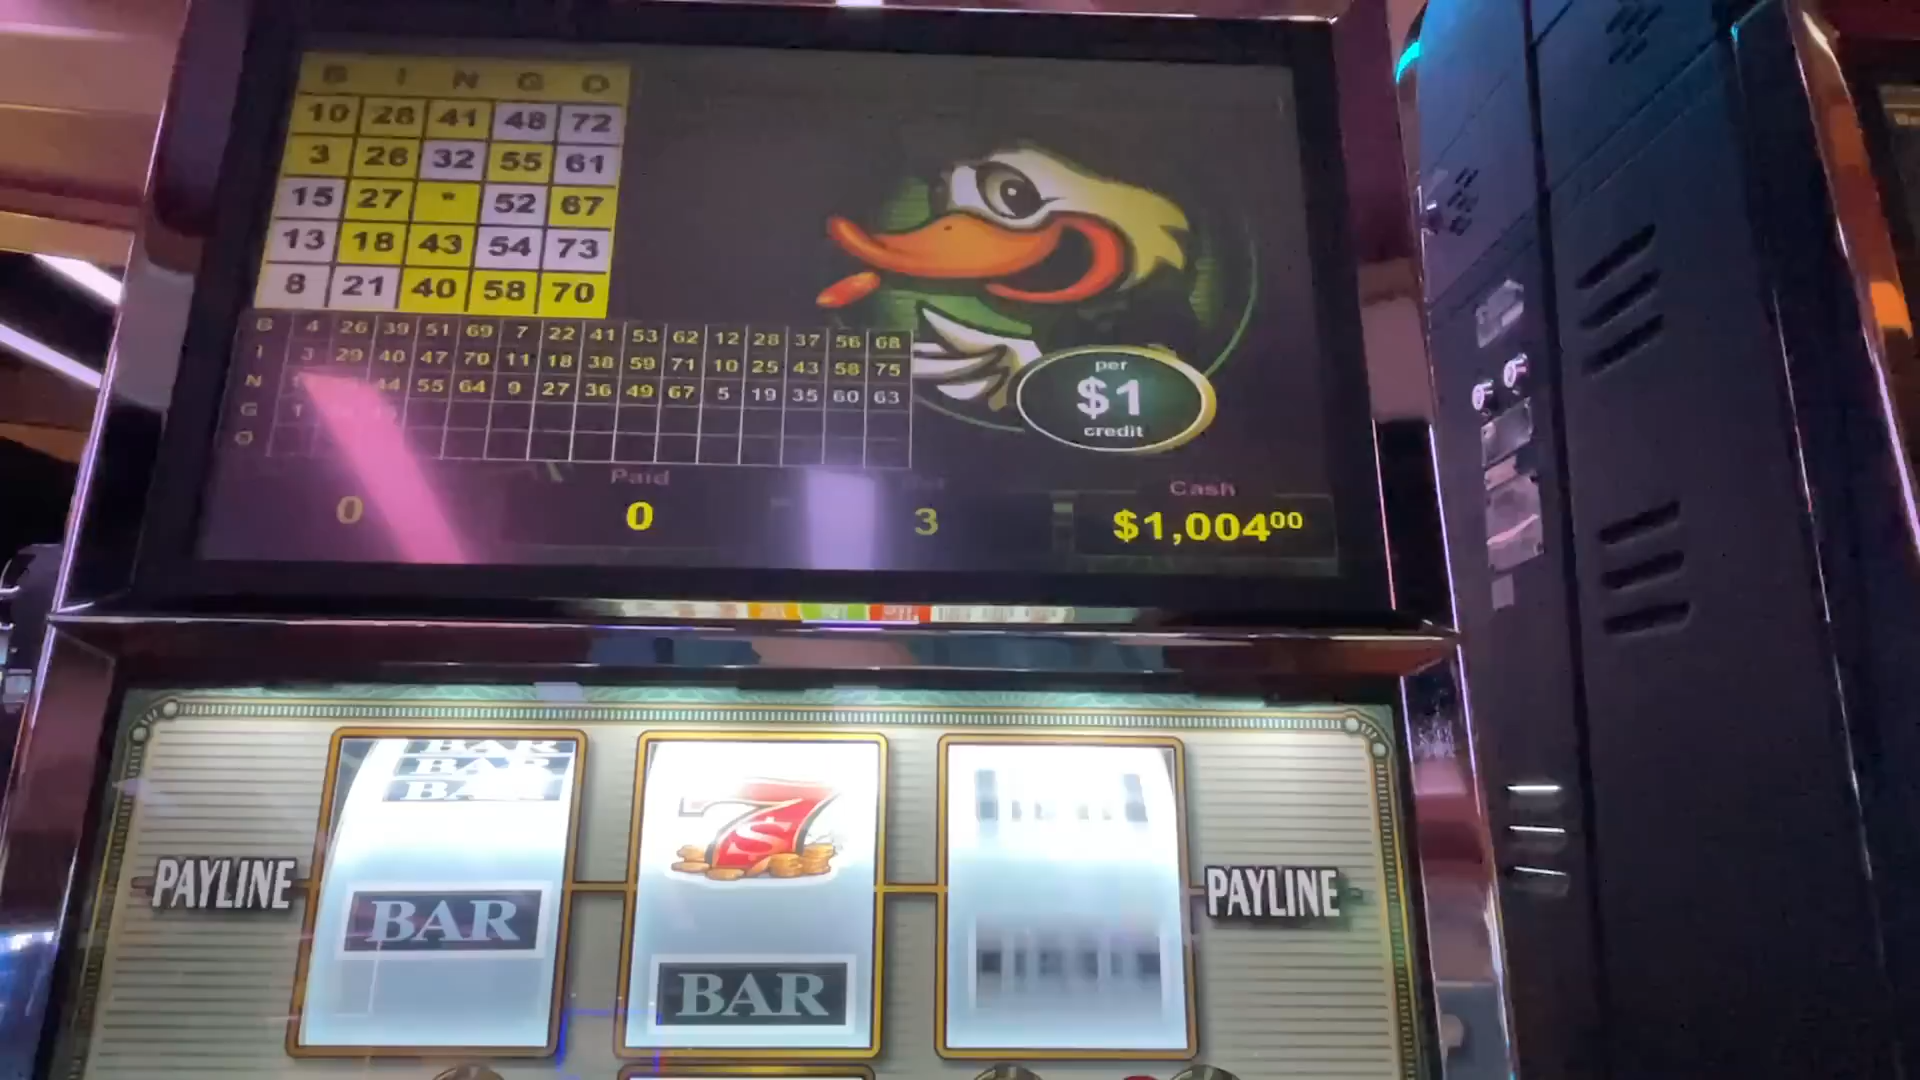 B I N G O
10 28 41 48 72
3 26 32 55 61
15 27 * 52 67
13 18 43 54 73
8 21 40 58 70
B 4 26 39 51 69 7 22 41 53 62 12 28 37 56 68
I 3 29 40 47 70 11 18 38 59 71 10 25 43 58 75
N 44 55 64 9 27 36 49 67 5 19 35 60 63
G
O
per
$1
credit
Paid
Cash
0 0 3 $1,004⁰⁰
BAR
BAR
BAR
7
$
PAYLINE
PAYLINE
BAR
BAR